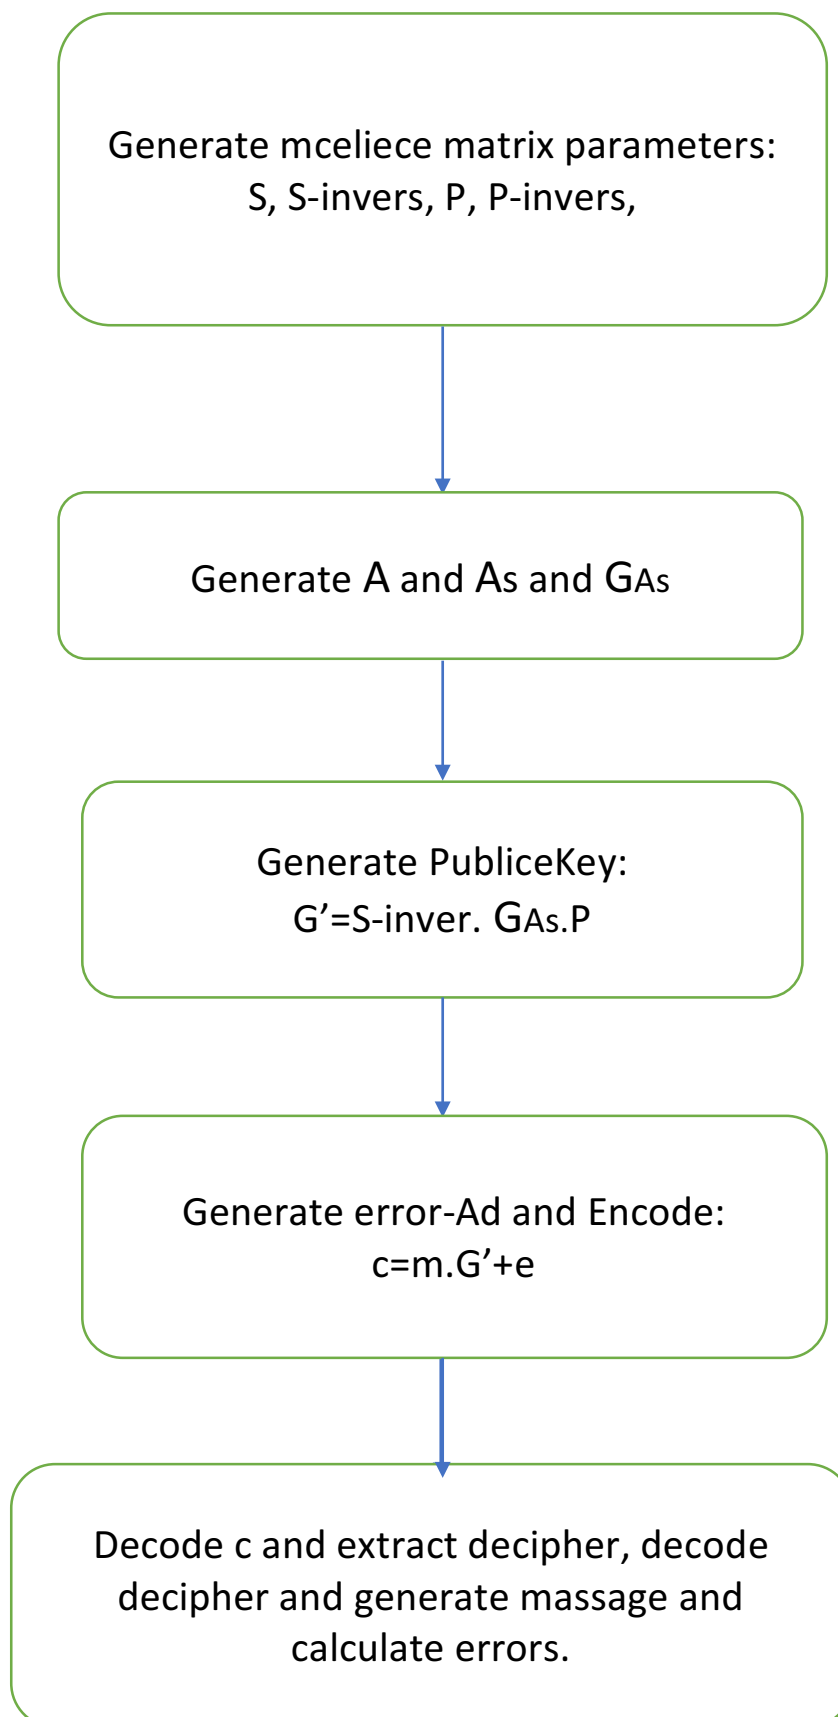 Generate mceliece matrix parameters:
S, S-invers, P, P-invers,
Generate A and As and GAs
Generate PubliceKey:
G’=S-inver. GAs.P
Generate error-Ad and Encode:
c=m.G’+e
Decode c and extract decipher, decode
decipher and generate massage and
calculate errors.